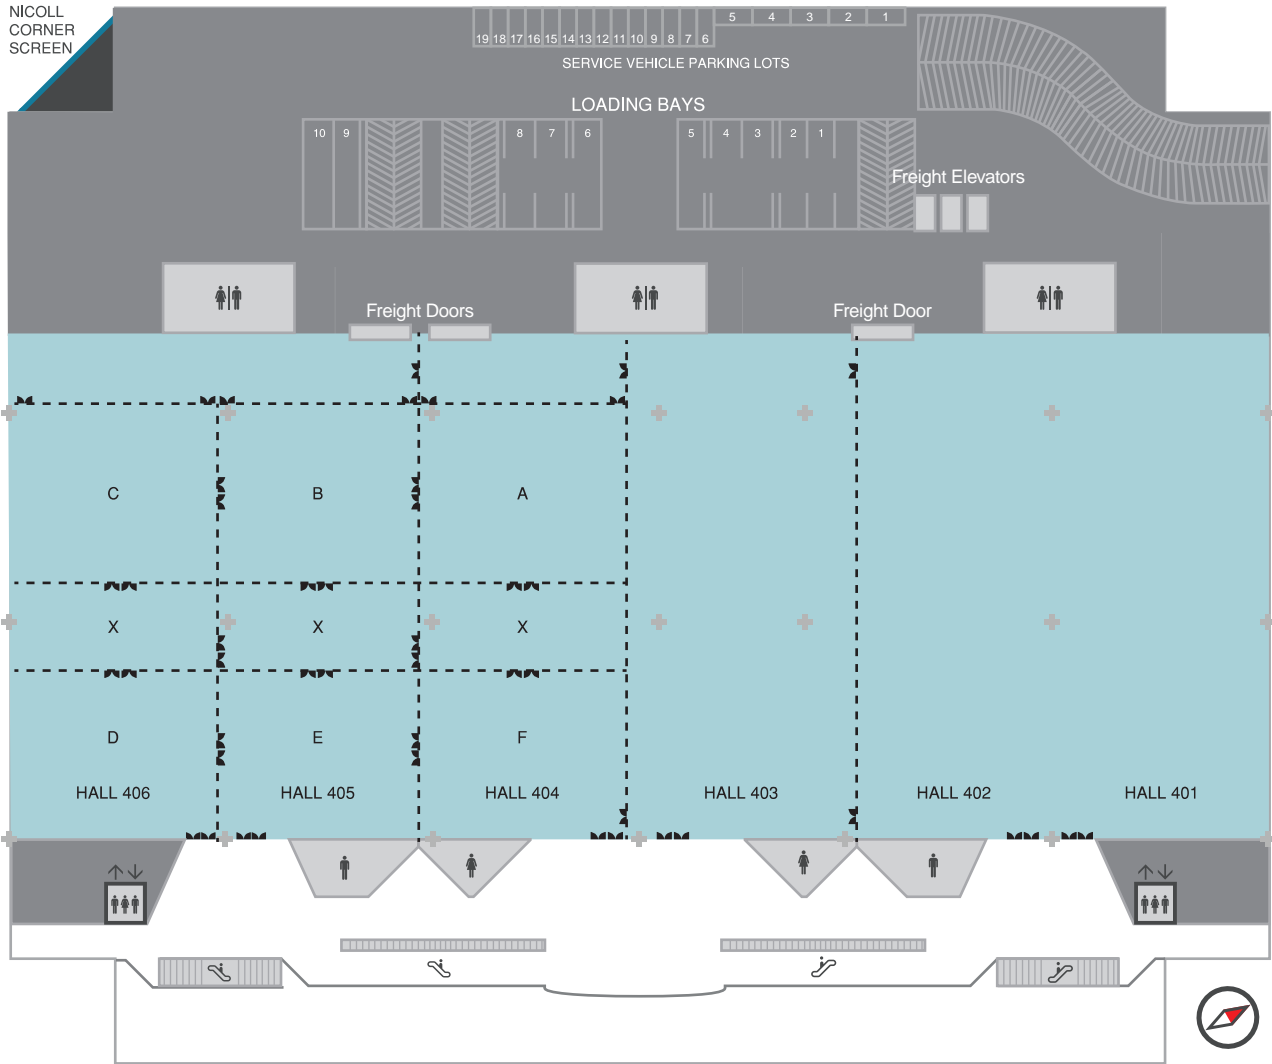 NICOLL
CORNER
SCREEN
5 4 3 2 1
19 18 17 16 15 14 13 12 11 10 9 8 7 6
SERVICE VEHICLE PARKING LOTS
LOADING BAYS
10 9 8 7 6 5 4 3 2 1
Freight Elevators
Freight Doors
Freight Door
C B A
X X X
D E F
HALL 406 HALL 405 HALL 404 HALL 403 HALL 402 HALL 401